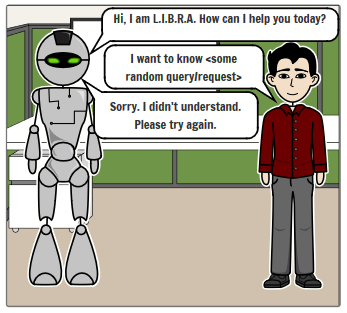 Hi, I am L.I.B.R.A. How can I help you today?
I want to know <some
random query/request>
Sorry. I didn't understand.
Please try again.